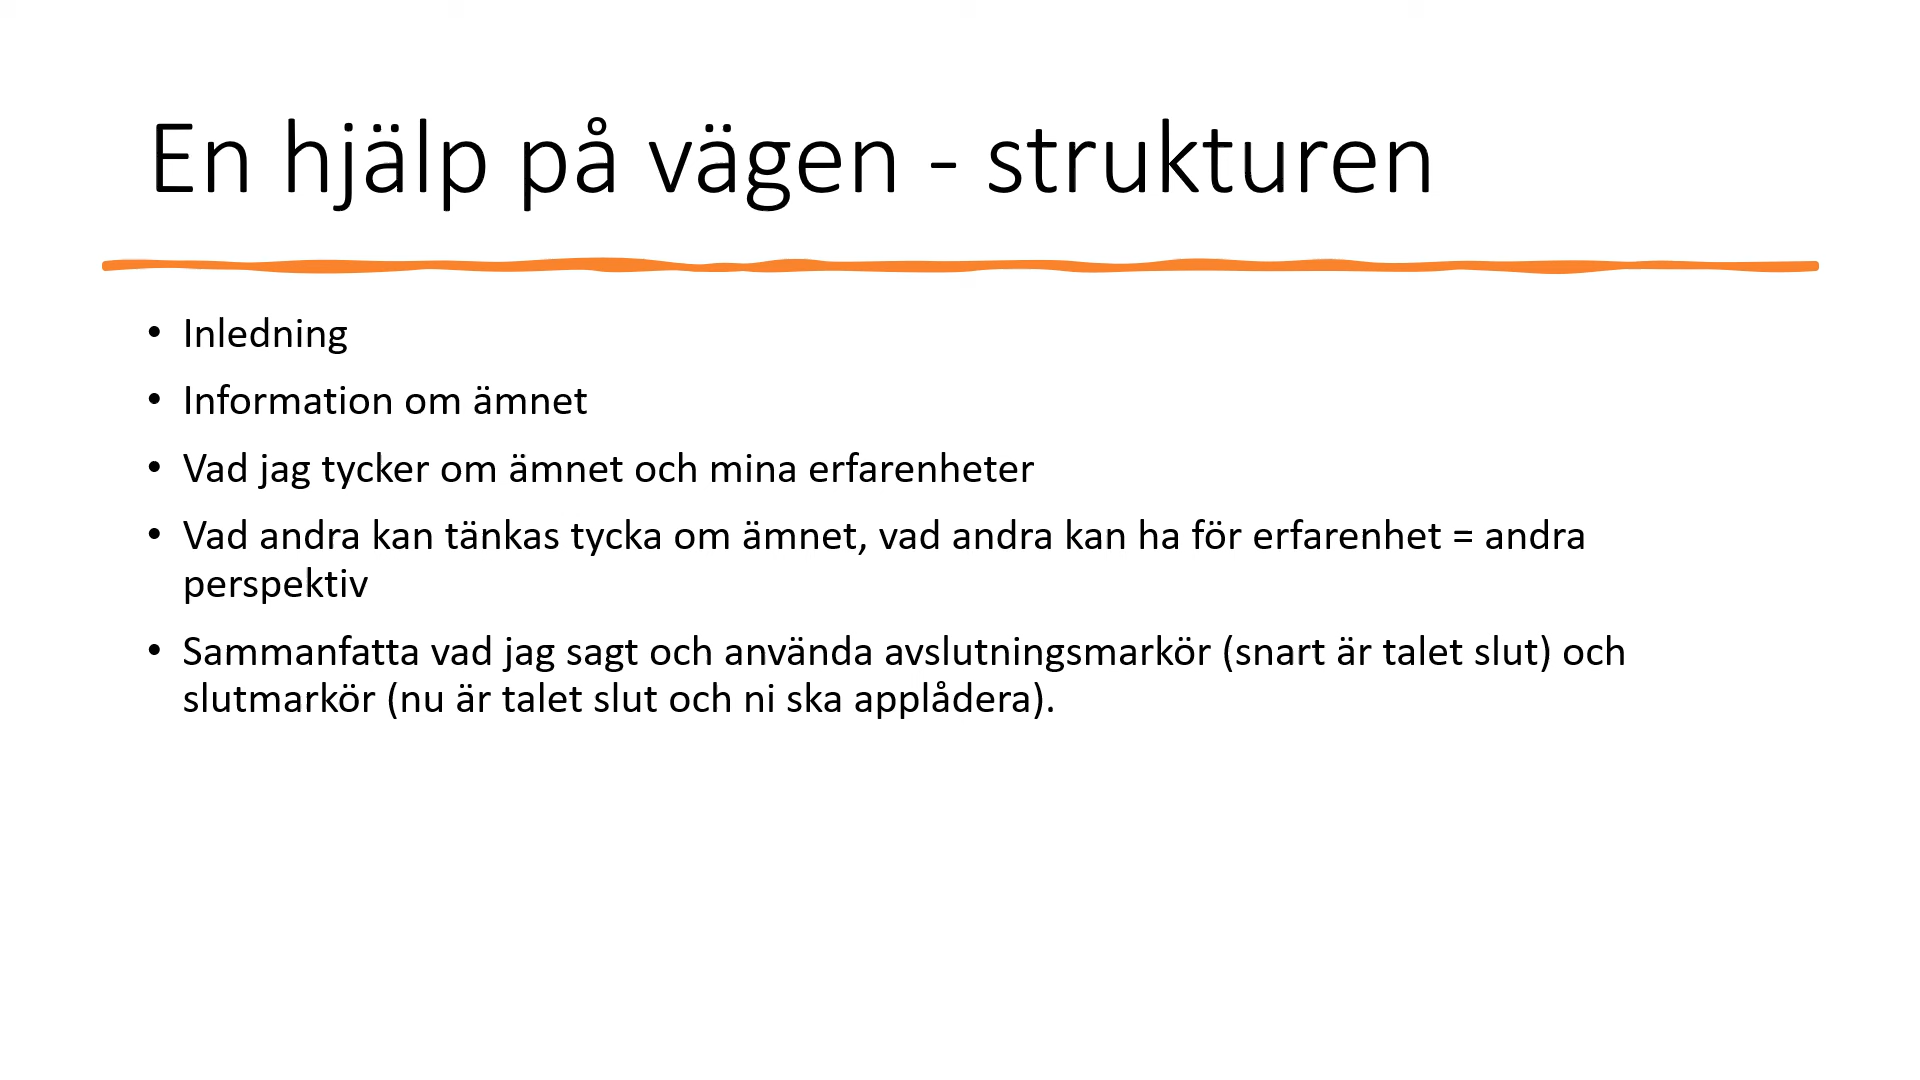 En hjälp på vägen - strukturen
• Inledning
• Information om ämnet
• Vad jag tycker om ämnet och mina erfarenheter
• Vad andra kan tänkas tycka om ämnet, vad andra kan ha för erfarenhet = andra
perspektiv
• Sammanfatta vad jag sagt och använda avslutningsmarkör (snart är talet slut) och
slutmarkör (nu är talet slut och ni ska applådera).